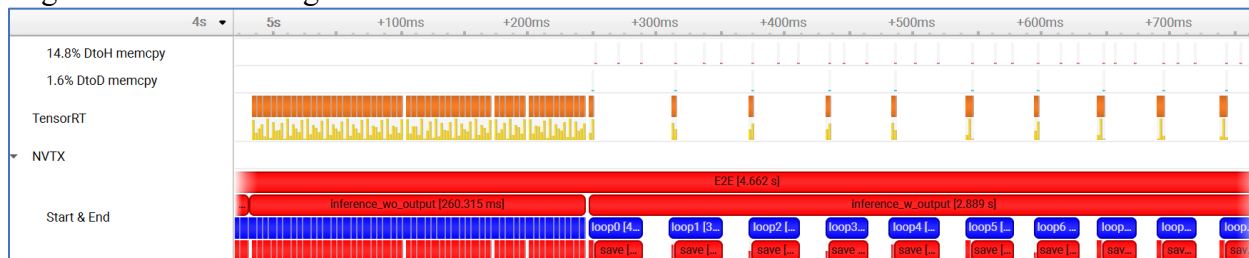 4s 5s +100ms +200ms +300ms +400ms +500ms +600ms +700ms
14.8% DtoH memcpy
1.6% DtoD memcpy
TensorRT
NVTX
E2E [4.662 s]
... inference_wo_output [260.315 ms] inference_w_output [2.889 s]
Start & End
loop0 [4... loop1 [3... loop2 [... loop3... loop4 [... loop5 [... loop6 ... loop... loop... loop
save [... save [... save [... save [... save [... save [... save [... sav... save [... sav